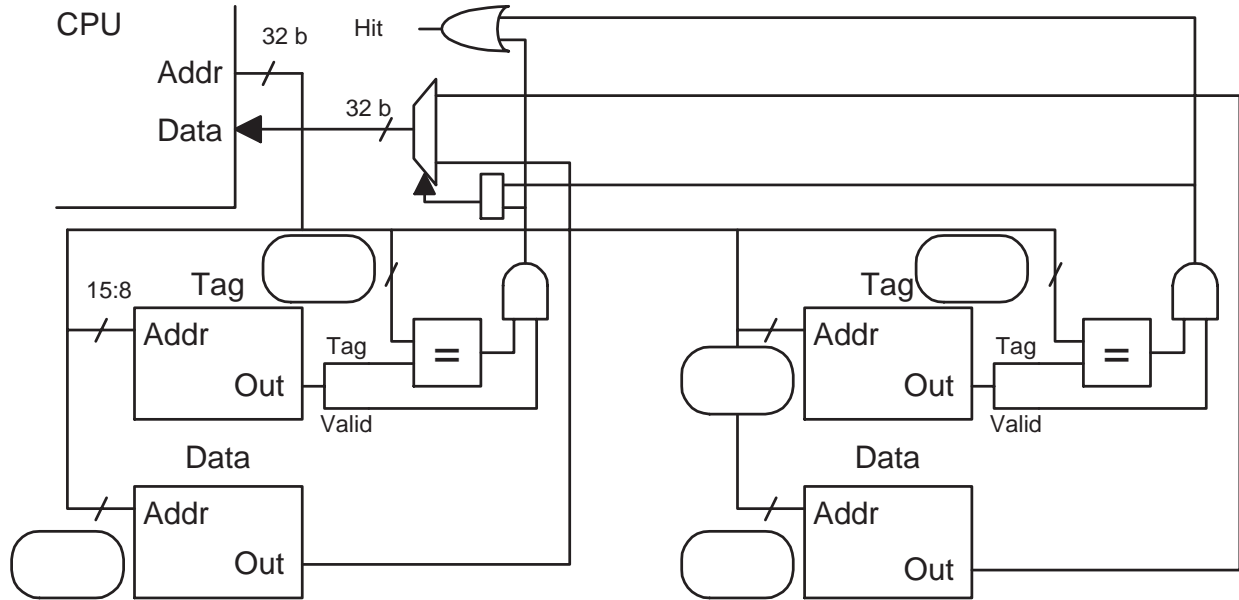 CPU
32 b
Hit
Addr
32 b
Data
Tag
Tag
15:8
Addr
Addr
Tag
=
Tag
=
Out
Out
Valid
Valid
Data
Data
Addr
Addr
Out
Out